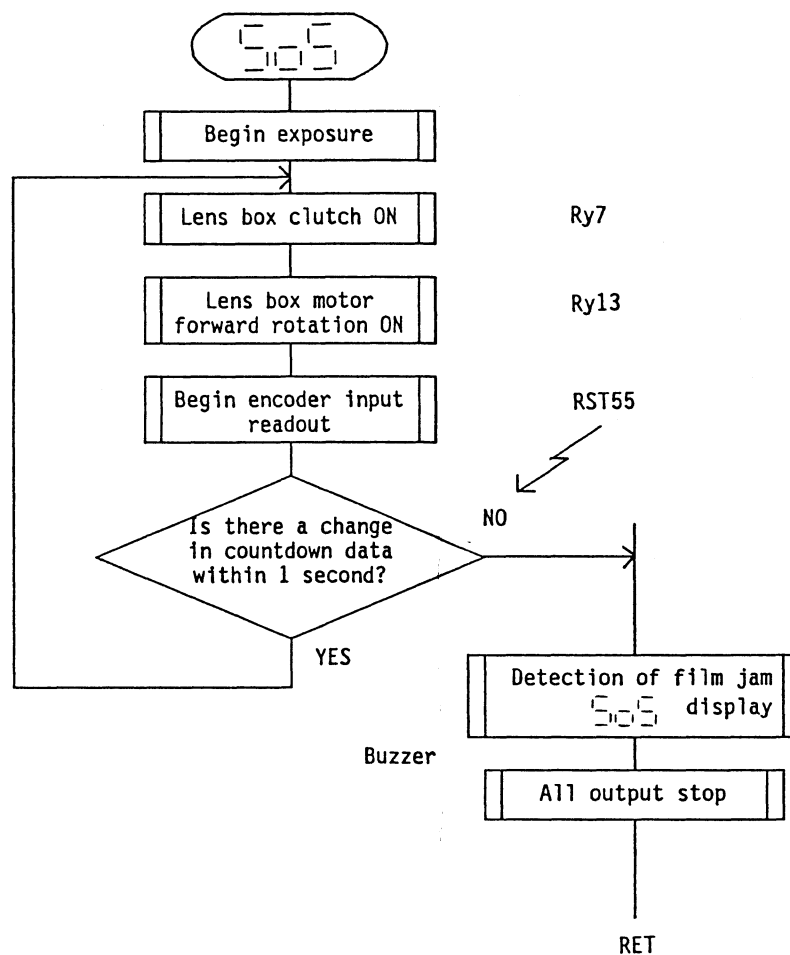 SoS
Begin exposure
Lens box clutch ON
Ry7
Lens box motor
forward rotation ON
Ry13
Begin encoder input
readout
RST55
NO
Is there a change
in countdown data
within 1 second?
YES
Detection of film jam
SoS display
Buzzer
All output stop
RET